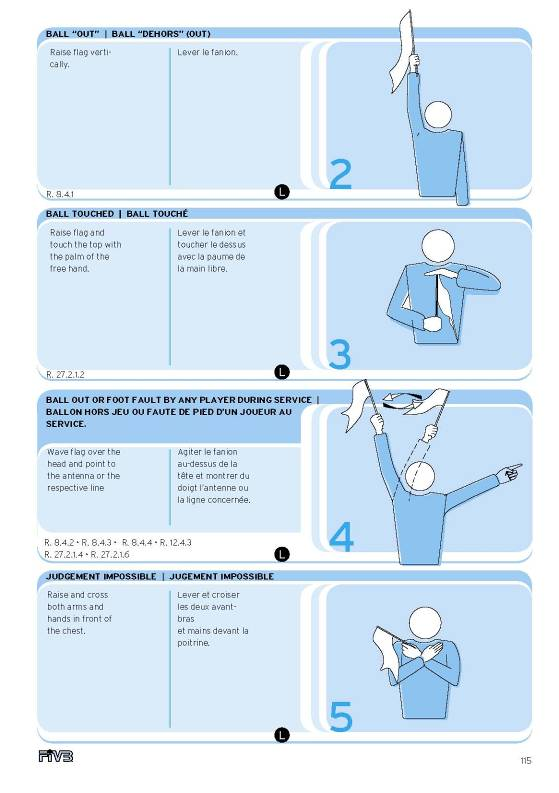 BALL “OUT” | BALL “DEHORS” (OUT)
Raise flag verti-
cally.
Lever le fanion.
2
R. 8.4.1
L
BALL TOUCHED | BALL TOUCHÉ
Raise flag and
touch the top with
the palm of the
free hand.
Lever le fanion et
toucher le dessus
avec la paume de
la main libre.
3
R. 27.2.1.2
L
BALL OUT OR FOOT FAULT BY ANY PLAYER DURING SERVICE |
BALLON HORS JEU OU FAUTE DE PIED D'UN JOUEUR AU
SERVICE.
Wave flag over the
head and point to
the antenna or the
respective line
Agiter le fanion
au-dessus de la
tête et montrer du
doigt l'antenne ou
la ligne concernée.
4
R. 8.4.2 • R. 8.4.3 • R. 8.4.4 • R. 12.4.3
R. 27.2.1.4 • R. 27.2.1.6
L
JUDGEMENT IMPOSSIBLE | JUGEMENT IMPOSSIBLE
Raise and cross
both arms and
hands in front of
the chest.
Lever et croiser
les deux avant-
bras
et mains devant la
poitrine.
5
L
FIVB
115